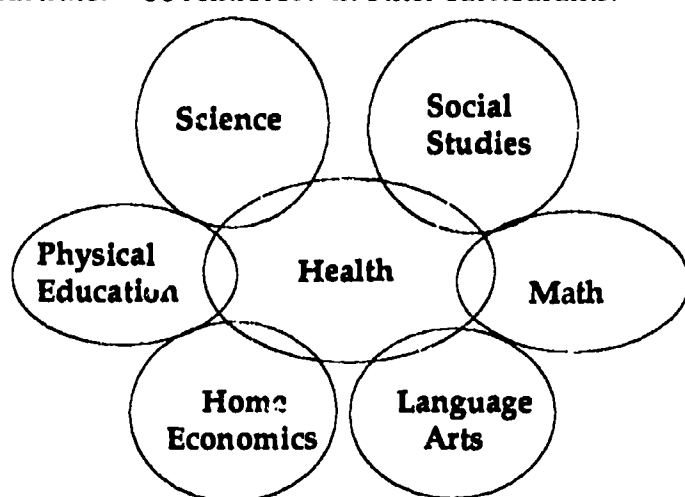 Science
Social
Studies
Physical
Education
Health
Math
Home
Economics
Language
Arts